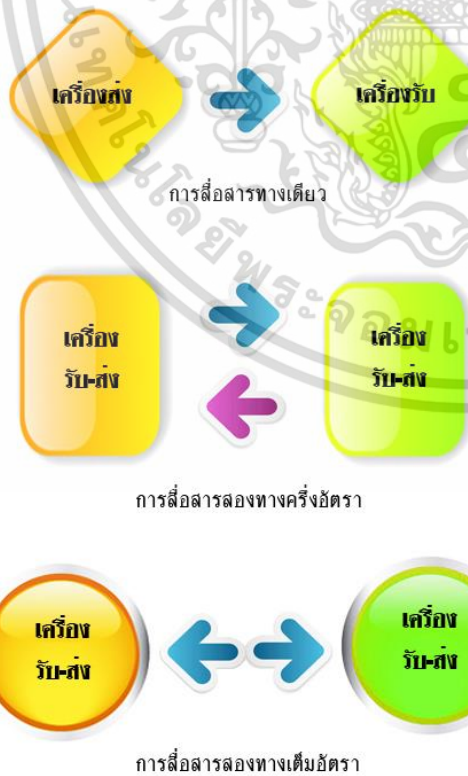 เครื่องส่ง เครื่องรับ
การสื่อสารทางเดียว
เครื่อง เครื่อง
รับ-ส่ง รับ-ส่ง
การสื่อสารสองทางครึ่งอัตรา
เครื่อง เครื่อง
รับ-ส่ง รับ-ส่ง
การสื่อสารสองทางเต็มอัตรา